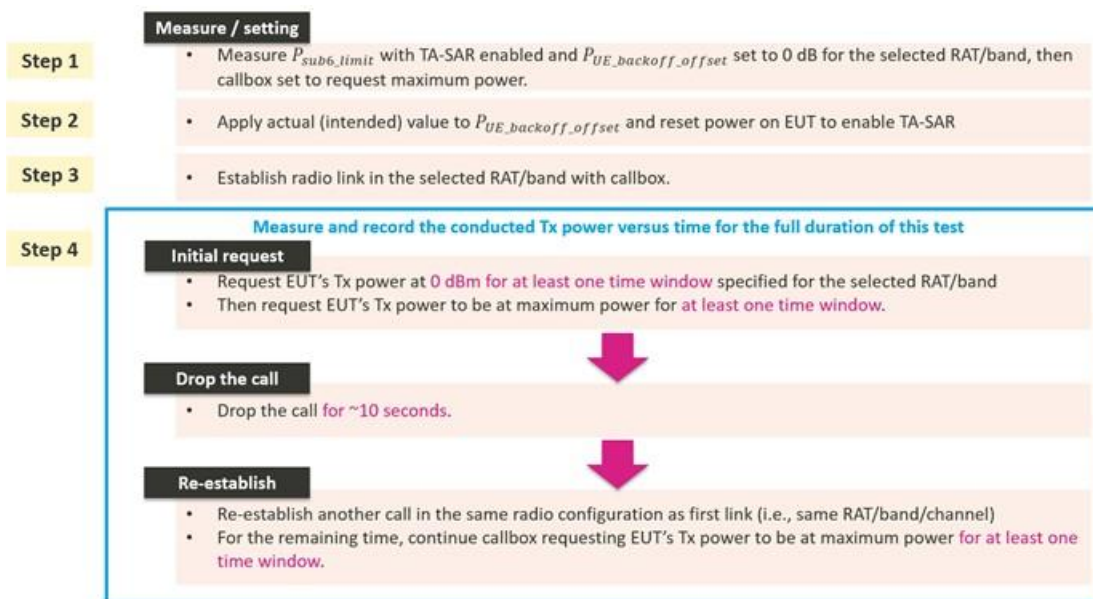 Measure / setting
Step 1
• Measure P_sub6_limit with TA-SAR enabled and P_UE_backoff_offset set to 0 dB for the selected RAT/band, then
callbox set to request maximum power.
Step 2
• Apply actual (intended) value to P_UE_backoff_offset and reset power on EUT to enable TA-SAR
Step 3
• Establish radio link in the selected RAT/band with callbox.
Measure and record the conducted Tx power versus time for the full duration of this test
Step 4
Initial request
• Request EUT's Tx power at 0 dBm for at least one time window specified for the selected RAT/band
• Then request EUT's Tx power to be at maximum power for at least one time window.
Drop the call
• Drop the call for ~10 seconds.
Re-establish
• Re-establish another call in the same radio configuration as first link (i.e., same RAT/band/channel)
• For the remaining time, continue callbox requesting EUT's Tx power to be at maximum power for at least one
time window.